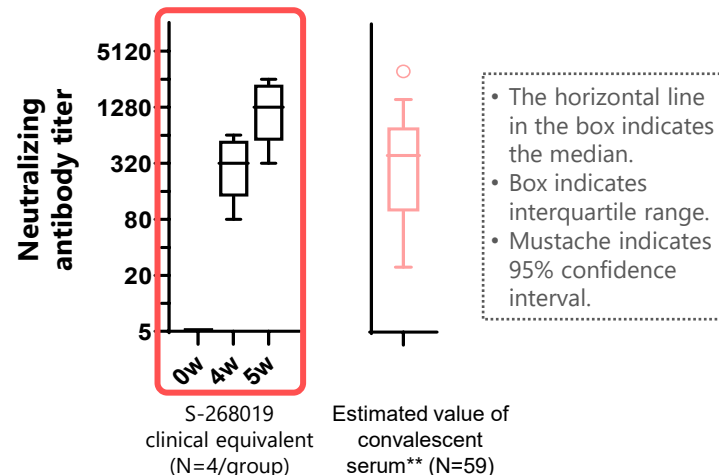 Neutralizing
antibody titer
5120
1280
320
80
20
5
0w
4w
5w
S-268019
clinical equivalent
(N=4/group)
Estimated value of
convalescent
serum** (N=59)
• The horizontal line
in the box indicates
the median.
• Box indicates
interquartile range.
• Mustache indicates
95% confidence
interval.